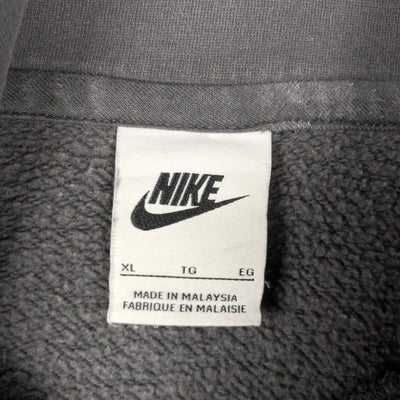 NIKE
XL TG EG
MADE IN MALAYSIA
FABRIQUE EN MALAISIE